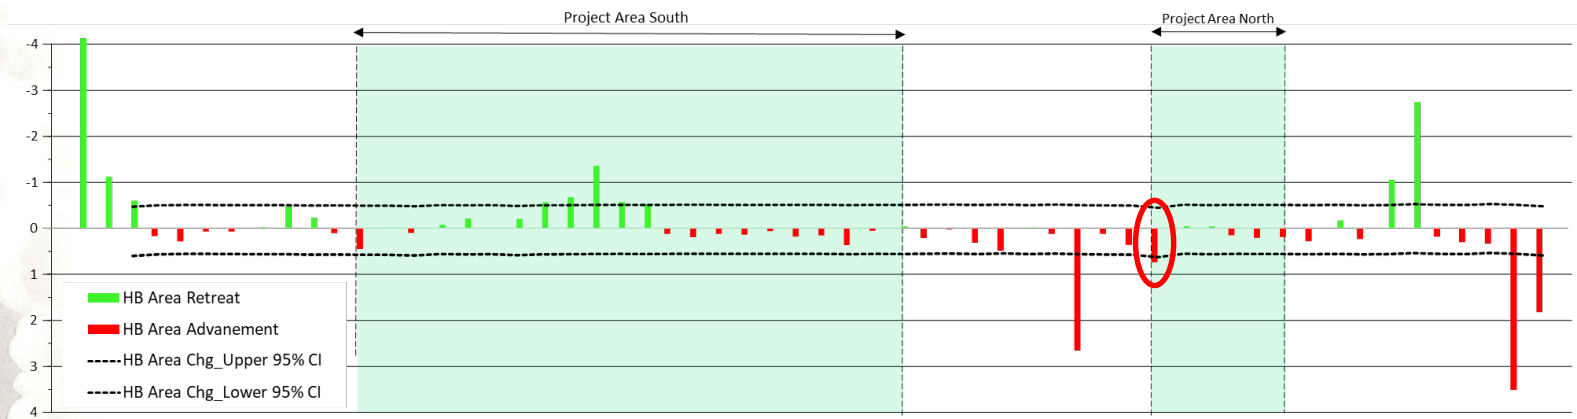 Project Area South
Project Area North
-4
-3
-2
-1
0
1
2
3
4
HB Area Retreat
HB Area Advanement
HB Area Chg_Upper 95% CI
HB Area Chg_Lower 95% CI